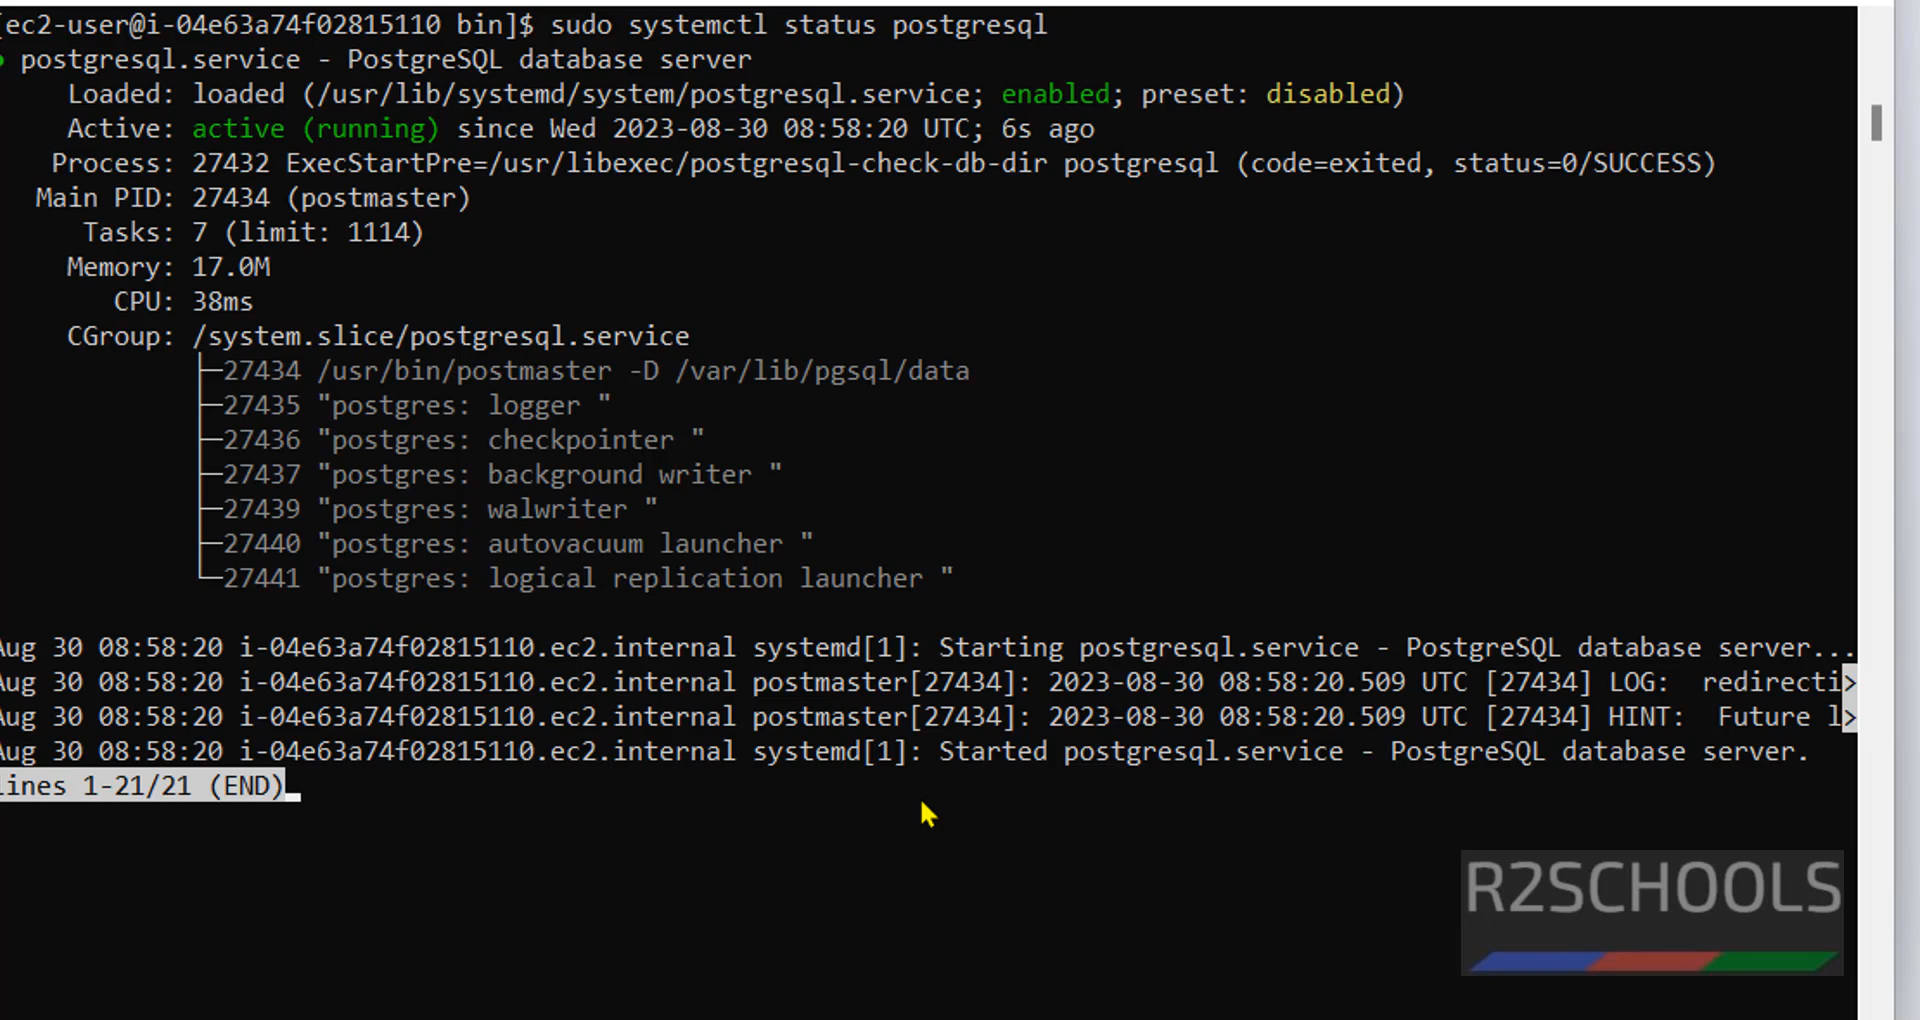 [ec2-user@i-04e63a74f02815110 bin]$ sudo systemctl status postgresql
● postgresql.service - PostgreSQL database server
Loaded: loaded (/usr/lib/systemd/system/postgresql.service; enabled; preset: disabled)
Active: active (running) since Wed 2023-08-30 08:58:20 UTC; 6s ago
Process: 27432 ExecStartPre=/usr/libexec/postgresql-check-db-dir postgresql (code=exited, status=0/SUCCESS)
Main PID: 27434 (postmaster)
Tasks: 7 (limit: 1114)
Memory: 17.0M
CPU: 38ms
CGroup: /system.slice/postgresql.service
├─27434 /usr/bin/postmaster -D /var/lib/pgsql/data
├─27435 "postgres: logger "
├─27436 "postgres: checkpointer "
├─27437 "postgres: background writer "
├─27439 "postgres: walwriter "
├─27440 "postgres: autovacuum launcher "
└─27441 "postgres: logical replication launcher "
Aug 30 08:58:20 i-04e63a74f02815110.ec2.internal systemd[1]: Starting postgresql.service - PostgreSQL database server...
Aug 30 08:58:20 i-04e63a74f02815110.ec2.internal postmaster[27434]: 2023-08-30 08:58:20.509 UTC [27434] LOG:  redirecti>
Aug 30 08:58:20 i-04e63a74f02815110.ec2.internal postmaster[27434]: 2023-08-30 08:58:20.509 UTC [27434] HINT:  Future l>
Aug 30 08:58:20 i-04e63a74f02815110.ec2.internal systemd[1]: Started postgresql.service - PostgreSQL database server.
lines 1-21/21 (END)
R2SCHOOLS